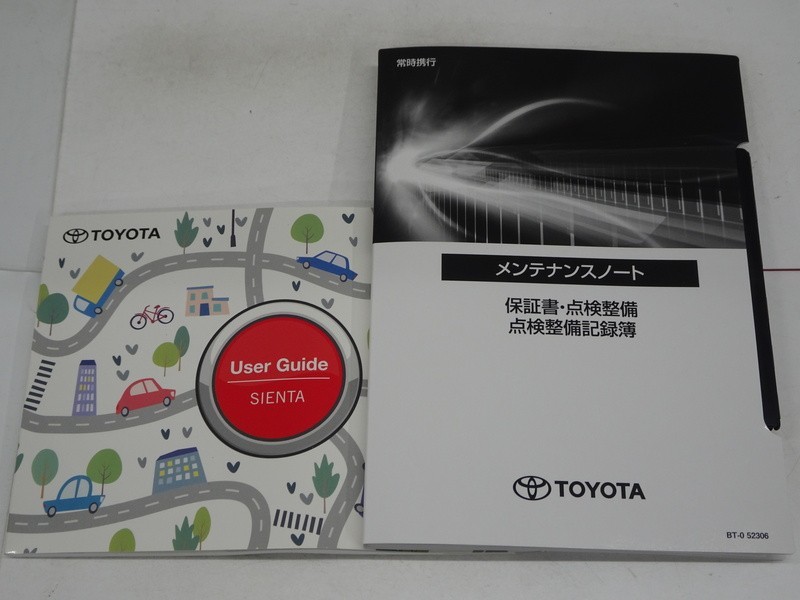 TOYOTA
User Guide
SIENTA
常時携行
メンテナンスノート
保証書・点検整備
点検整備記録簿
TOYOTA
BT-0 52306